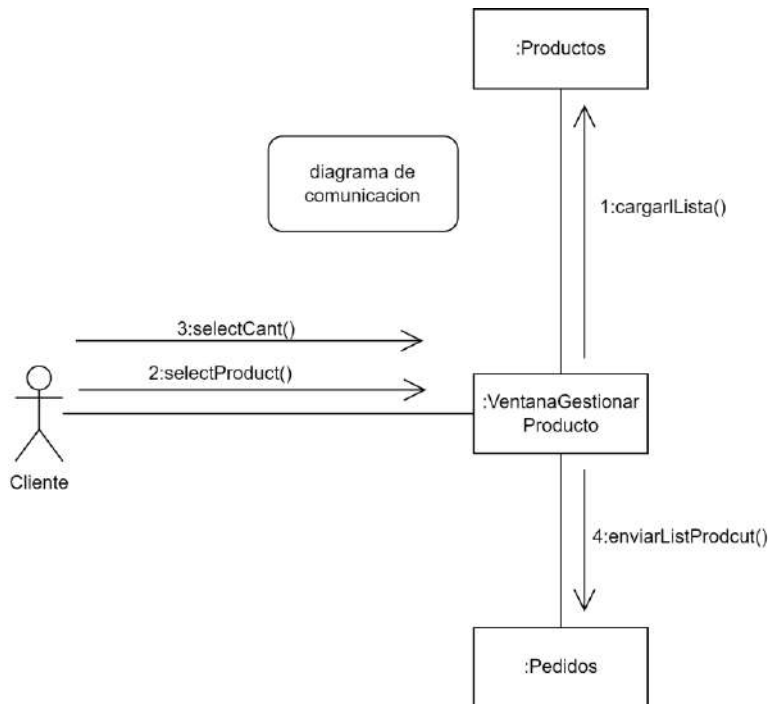 :Productos
diagrama de
comunicacion
1:cargarlLista()
3:selectCant()
2:selectProduct()
:VentanaGestionar
Producto
Cliente
4:enviarListProdcut()
:Pedidos